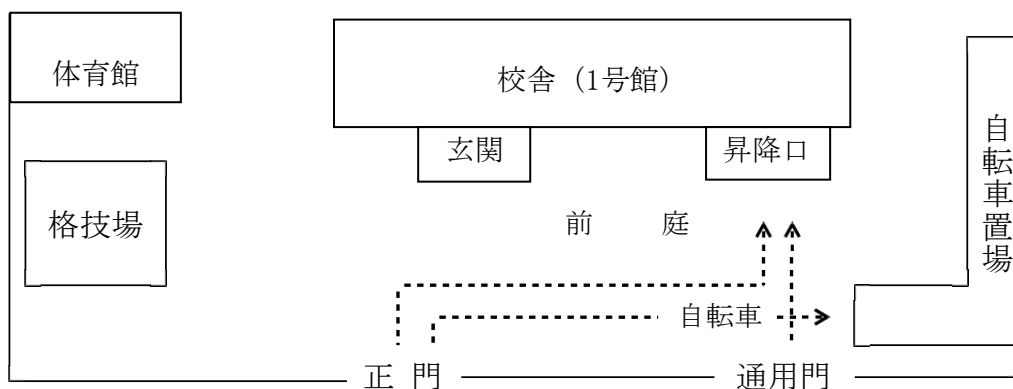 体育館
校舎（1号館）
玄関
昇降口
格技場
前　庭
自転車置場
自転車
正 門
通用門